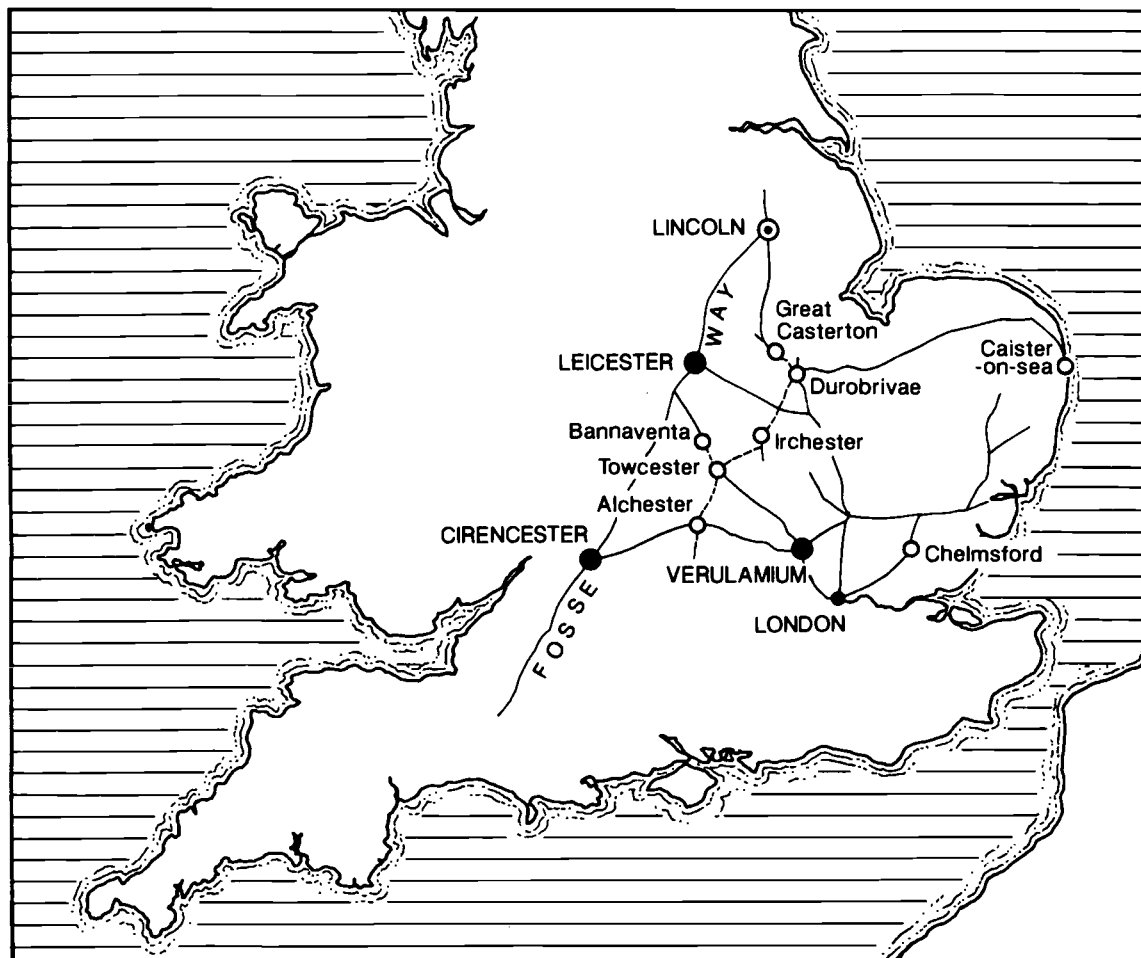 LINCOLN
WAY
Great
Casterton
LEICESTER
Caister
-on-sea
Durobrivae
Bannaventa
Irchester
Towcester
Alchester
CIRENCESTER
Chelmsford
VERULAMIUM
FOSSE
LONDON